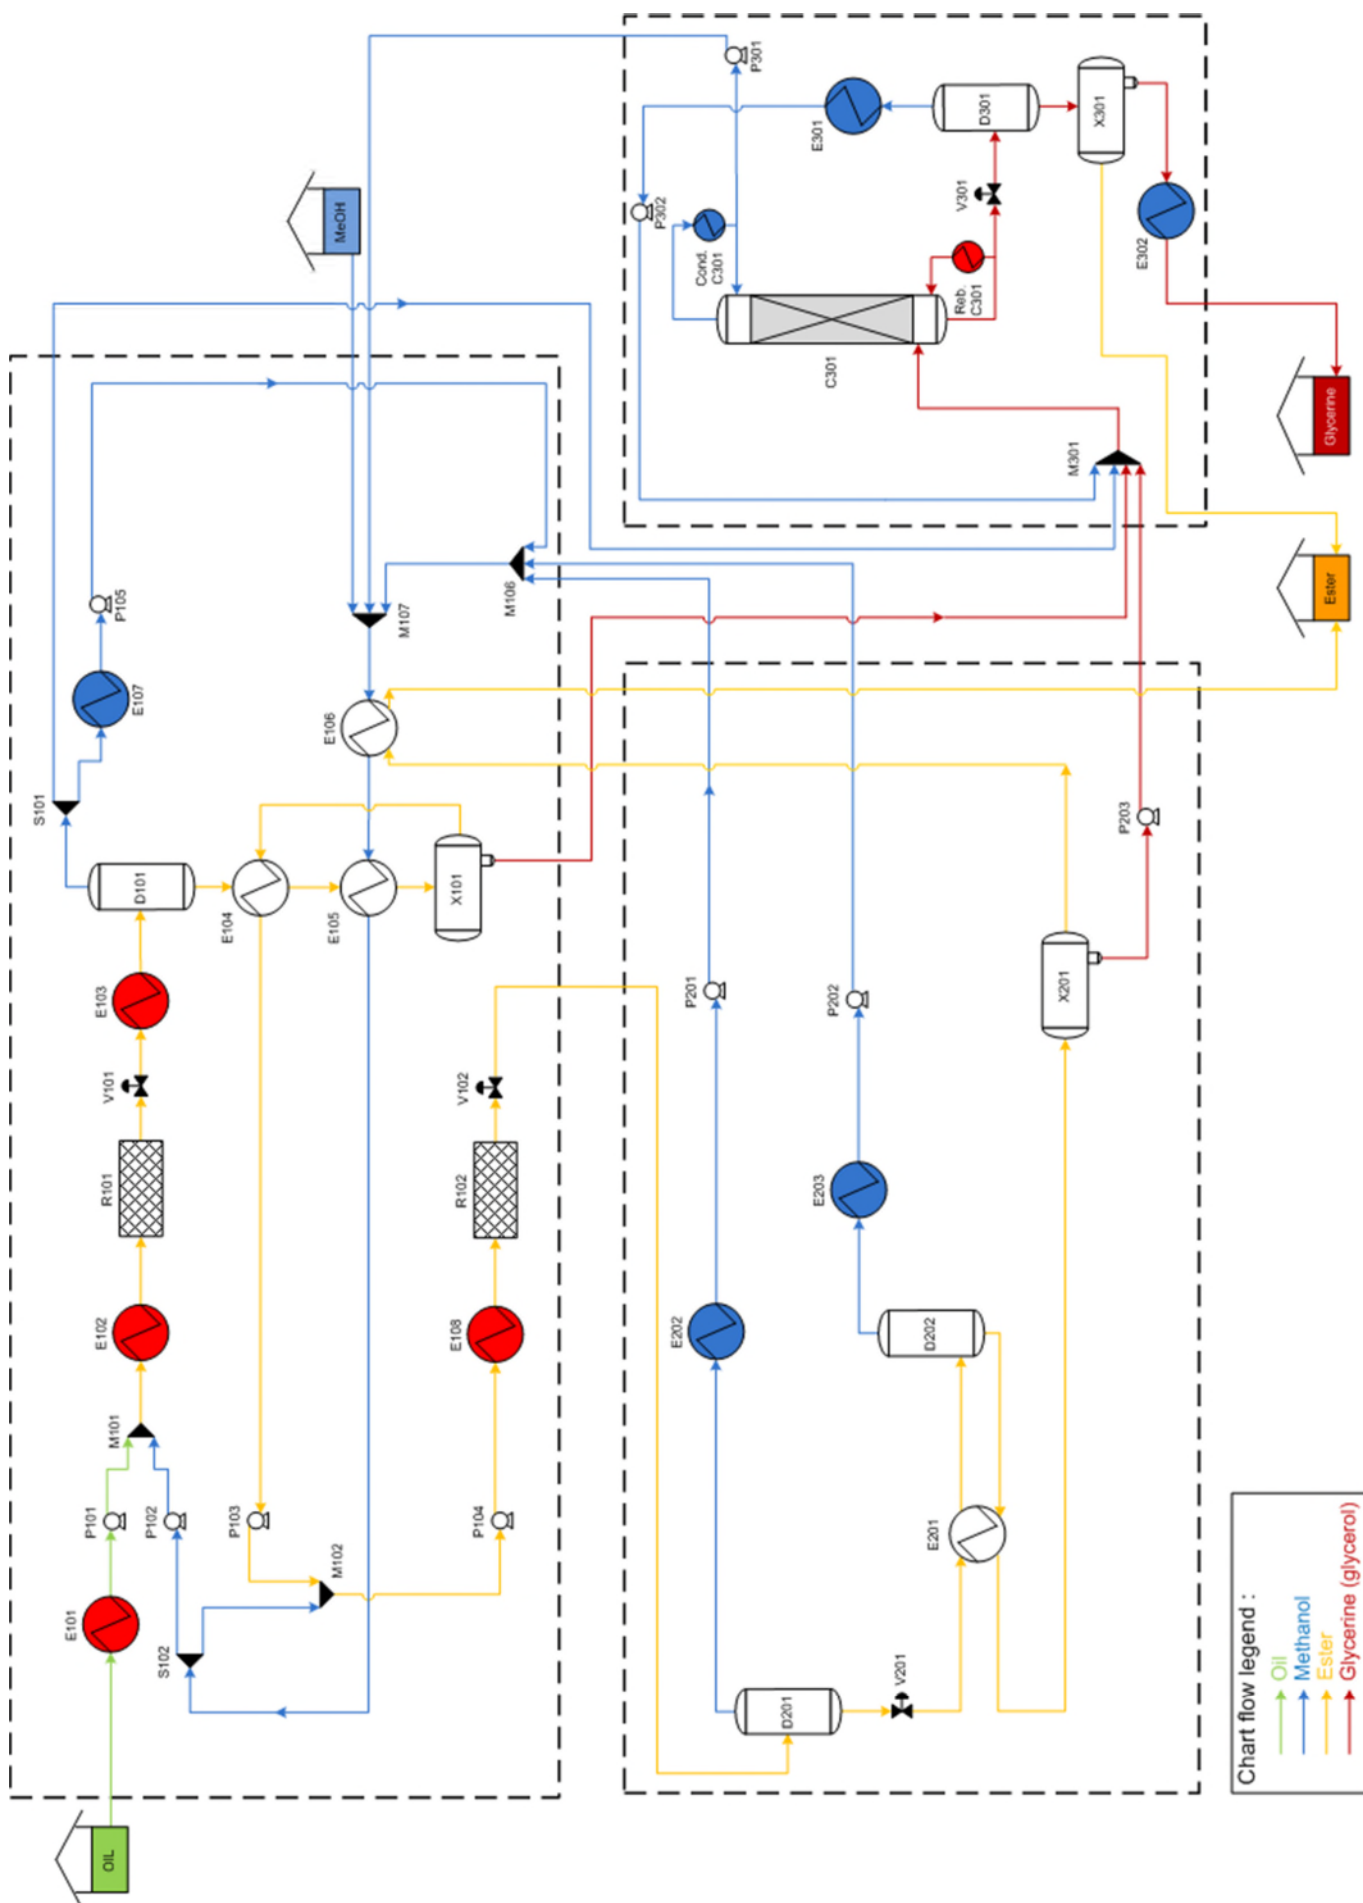 OIL
E101
P101
P102
S102
M101
E102
R101
V101
E103
D101
S101
E107
P105
P103
M102
E104
E105
E106
M107
M106
X101
P104
E108
R102
V102
MeOH
D201
V201
E201
E202
D202
E203
P201
P202
X201
P203
M301
C301
Cond.
C301
Reb.
C301
P302
P301
V301
E301
D301
X301
E302
Ester
Glycerine
Chart flow legend :
Oil
Methanol
Ester
Glycerine (glycerol)